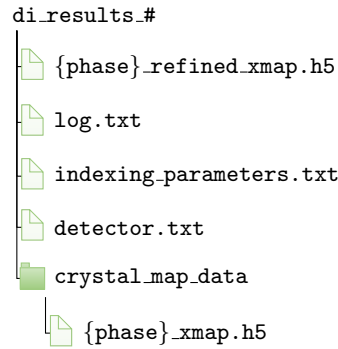 di_results_#
{phase}_refined_xmap.h5
log.txt
indexing_parameters.txt
detector.txt
crystal_map_data
{phase}_xmap.h5